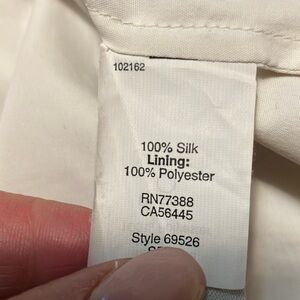 102162
100% Silk
Lining:
100% Polyester
RN77388
CA56445
Style 69526